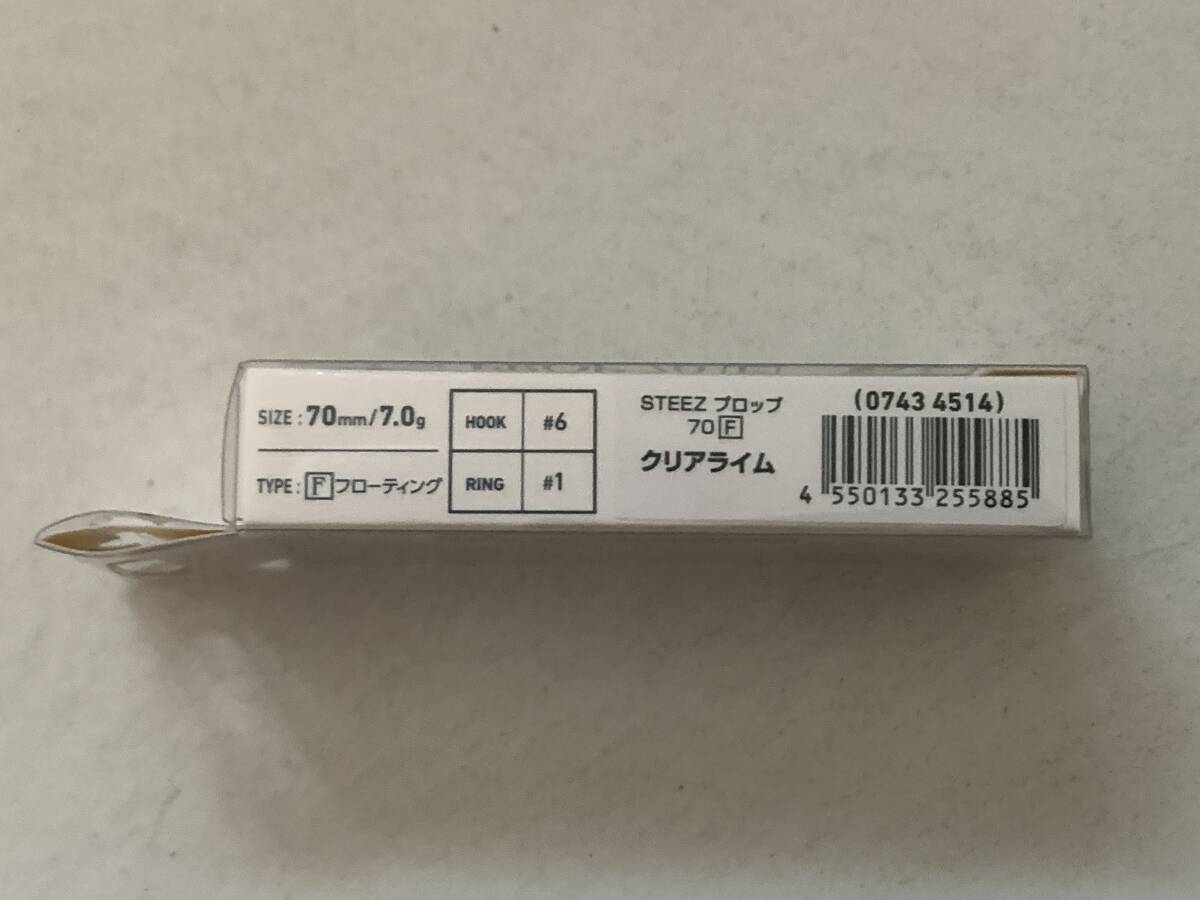 SIZE : 70mm/7.0g
TYPE : F フローティング
HOOK #6
RING #1
STEEZ プロップ
70 F
クリアライム
(0743 4514)
4 550133 255885